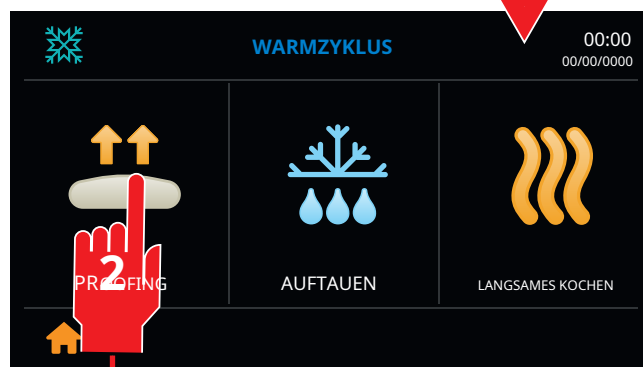 WARMZYKLUS
00:00
00/00/0000
2
PROOFING
AUFTAUEN
LANGSAMES KOCHEN